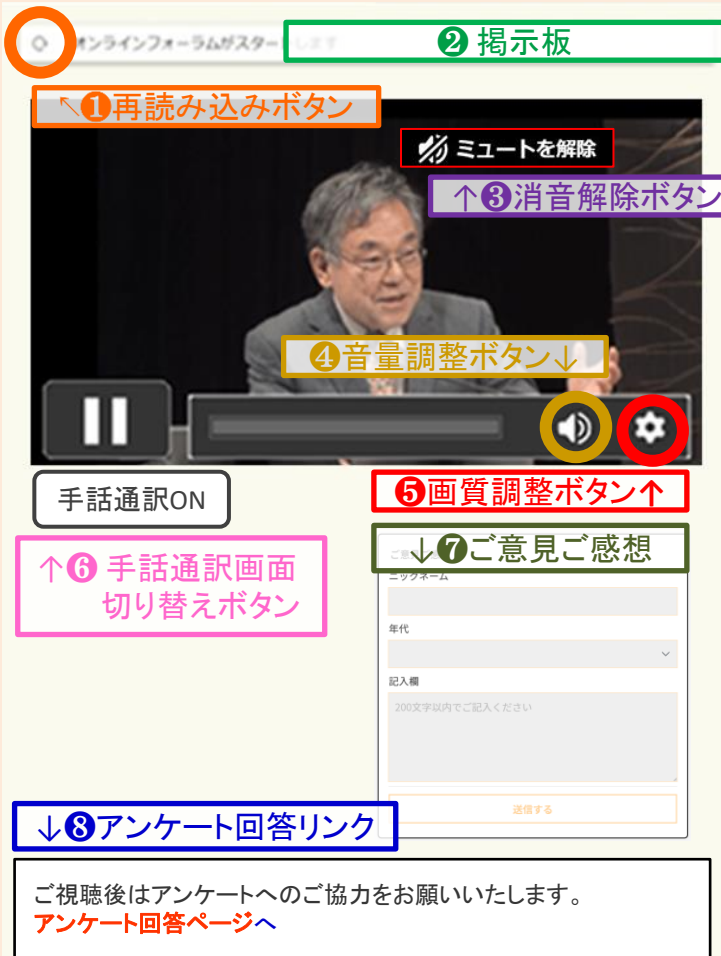 オンラインフォーラムがスタートします
❷ 掲示板
↖❶再読み込みボタン
ミュートを解除
↑❸消音解除ボタン
❹音量調整ボタン↓
手話通訳ON
❺画質調整ボタン↑
↑❻ 手話通訳画面
切り替えボタン
↓❼ご意見ご感想
ニックネーム
年代
記入欄
200文字以内でご記入ください
送信する
↓❽アンケート回答リンク
ご視聴後はアンケートへのご協力をお願いいたします。
アンケート回答ページへ